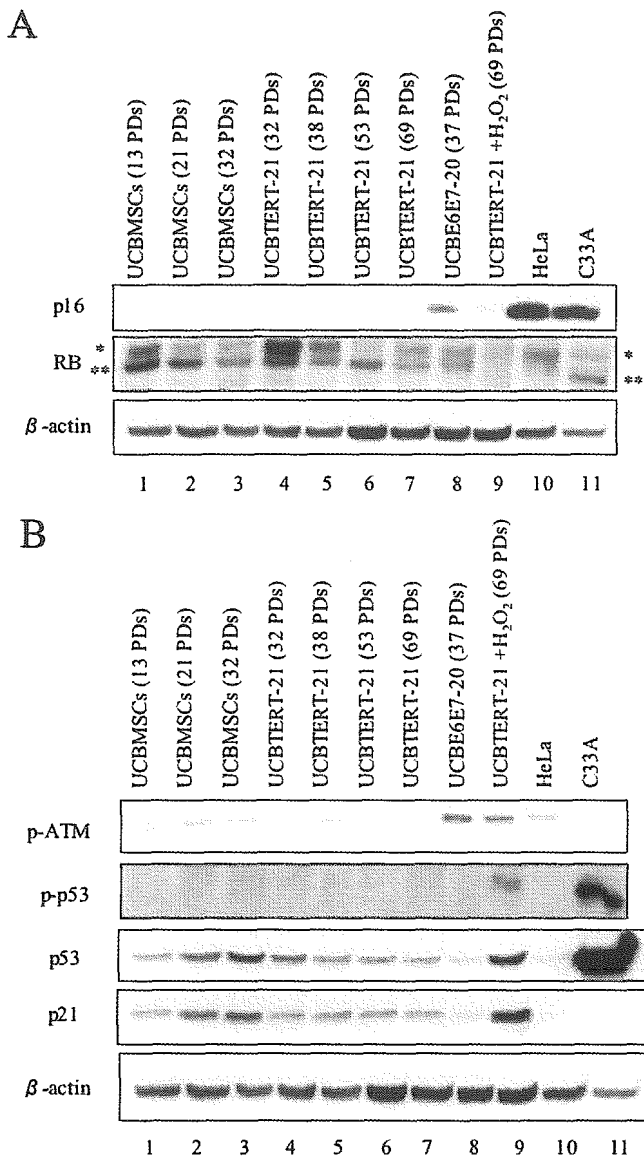 A
UCBMSCs (13 PDs)
UCBMSCs (21 PDs)
UCBMSCs (32 PDs)
UCBTERT-21 (32 PDs)
UCBTERT-21 (38 PDs)
UCBTERT-21 (53 PDs)
UCBTERT-21 (69 PDs)
UCBE6E7-20 (37 PDs)
UCBTERT-21 +H₂O₂ (69 PDs)
HeLa
C33A
p16
RB * ** * **
β-actin
1 2 3 4 5 6 7 8 9 10 11
B
UCBMSCs (13 PDs)
UCBMSCs (21 PDs)
UCBMSCs (32 PDs)
UCBTERT-21 (32 PDs)
UCBTERT-21 (38 PDs)
UCBTERT-21 (53 PDs)
UCBTERT-21 (69 PDs)
UCBE6E7-20 (37 PDs)
UCBTERT-21 +H₂O₂ (69 PDs)
HeLa
C33A
p-ATM
p-p53
p53
p21
β-actin
1 2 3 4 5 6 7 8 9 10 11